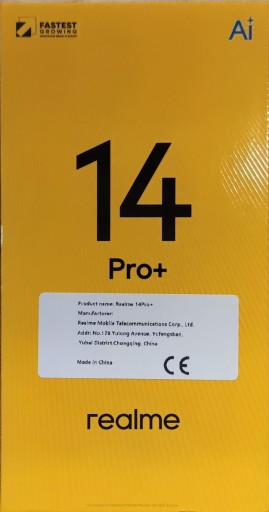 FASTEST
GROWING
Ai
14
Pro+
Product name: Realme 14Pro+
Manufacturer:
Realme Mobile Telecommunications Corp., Ltd.
Addr: No.178 Yulong Avenue, Yufengshan,
Yubei District Chongqing, China
Made in China
CE
realme